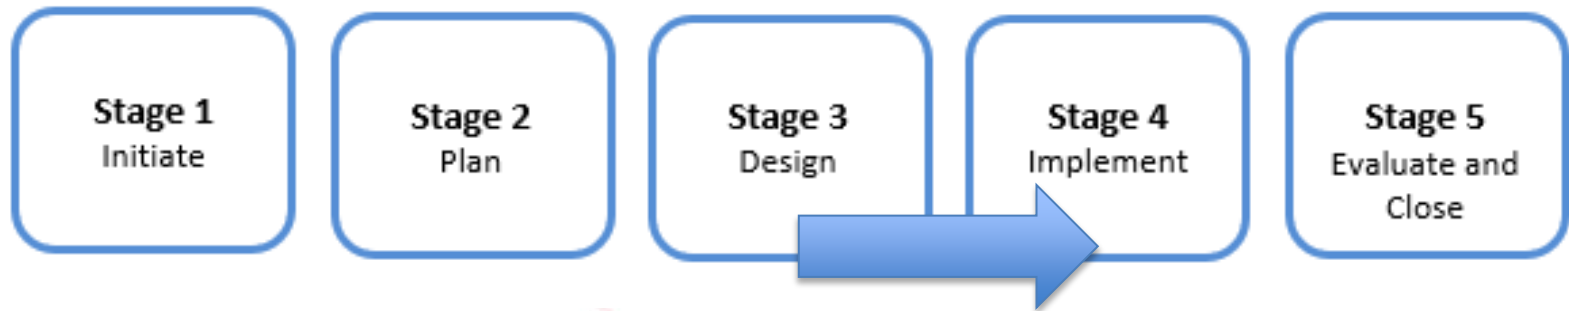 Stage 1
Initiate
Stage 2
Plan
Stage 3
Design
Stage 4
Implement
Stage 5
Evaluate and
Close